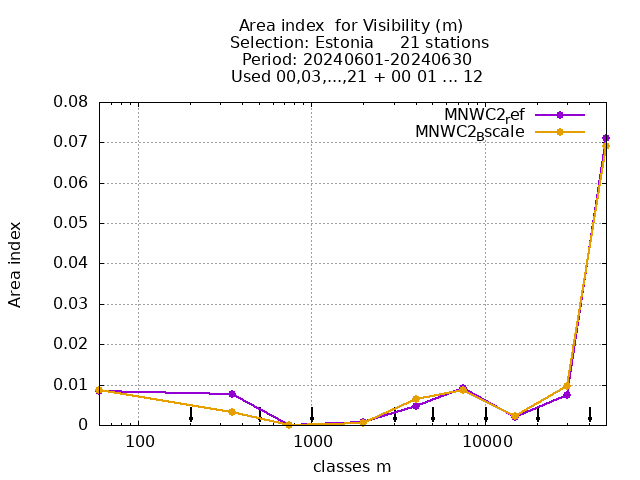 Area index  for Visibility (m)
Selection: Estonia     21 stations
Period: 20240601-20240630
Used 00,03,...,21 + 00 01 ... 12
MNWC2ref
MNWC2Bscale
0.08
0.07
0.06
0.05
0.04
0.03
0.02
0.01
0
Area index
100
1000
10000
classes m